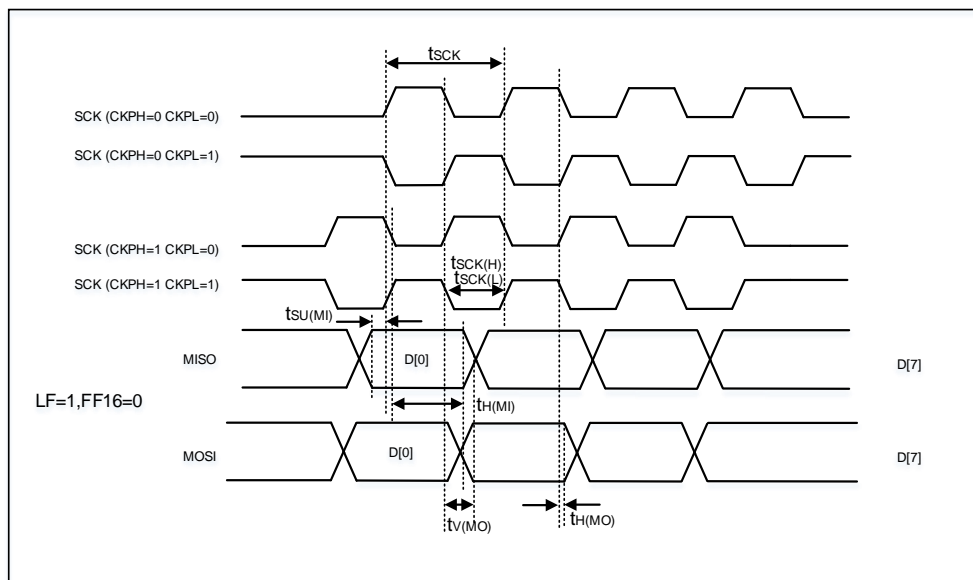 tSCK
SCK (CKPH=0 CKPL=0)
SCK (CKPH=0 CKPL=1)
SCK (CKPH=1 CKPL=0)
tSCK(H)
tSCK(L)
SCK (CKPH=1 CKPL=1)
tSU(MI)
MISO
D[0]
D[7]
LF=1,FF16=0
tH(MI)
MOSI
D[0]
D[7]
tV(MO)
tH(MO)